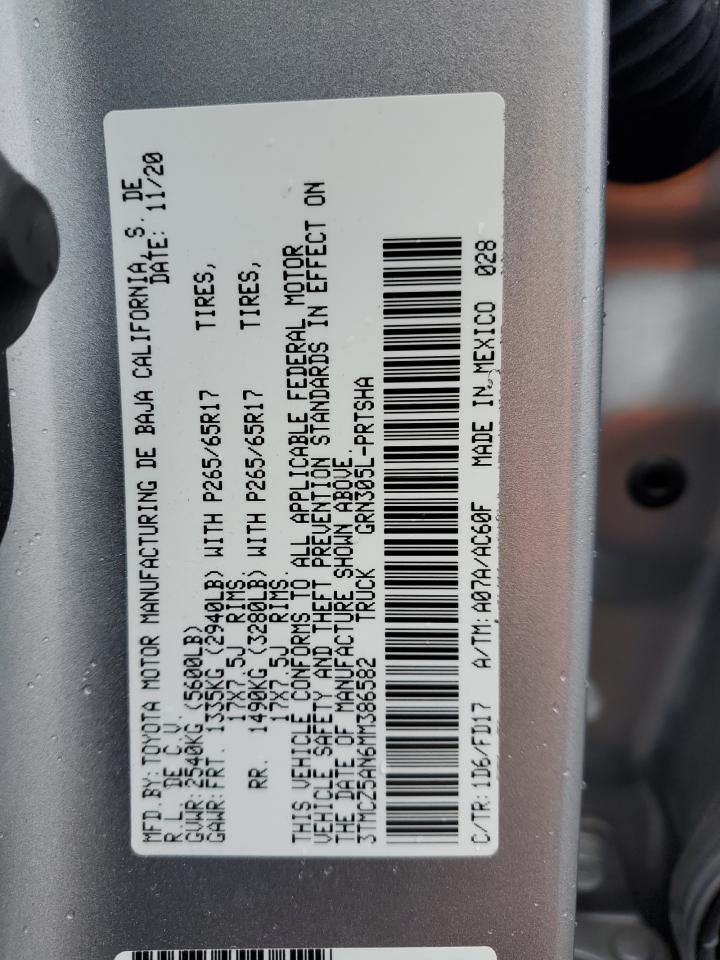 MFD.BY:TOYOTA MOTOR MANUFACTURING DE BAJA CALIFORNIA, S. DE
R.L. DE C.V. DATE: 11/20
GVWR:2540KG (5600LB)
GAWR:FRT. 1335KG (2940LB) WITH P265/65R17 TIRES,
17X7.5J RIMS.
RR. 1490KG (3280LB) WITH P265/65R17 TIRES,
17X7.5J RIMS.
THIS VEHICLE CONFORMS TO ALL APPLICABLE FEDERAL MOTOR
VEHICLE SAFETY AND THEFT PREVENTION STANDARDS IN EFFECT ON
THE DATE OF MANUFACTURE SHOWN ABOVE.
3TMCZ5AN6MM386582 TRUCK GRN305L-PRTSHA
C/TR:1D6/FD17 A/TM:A07A/AC60F MADE IN MEXICO 028